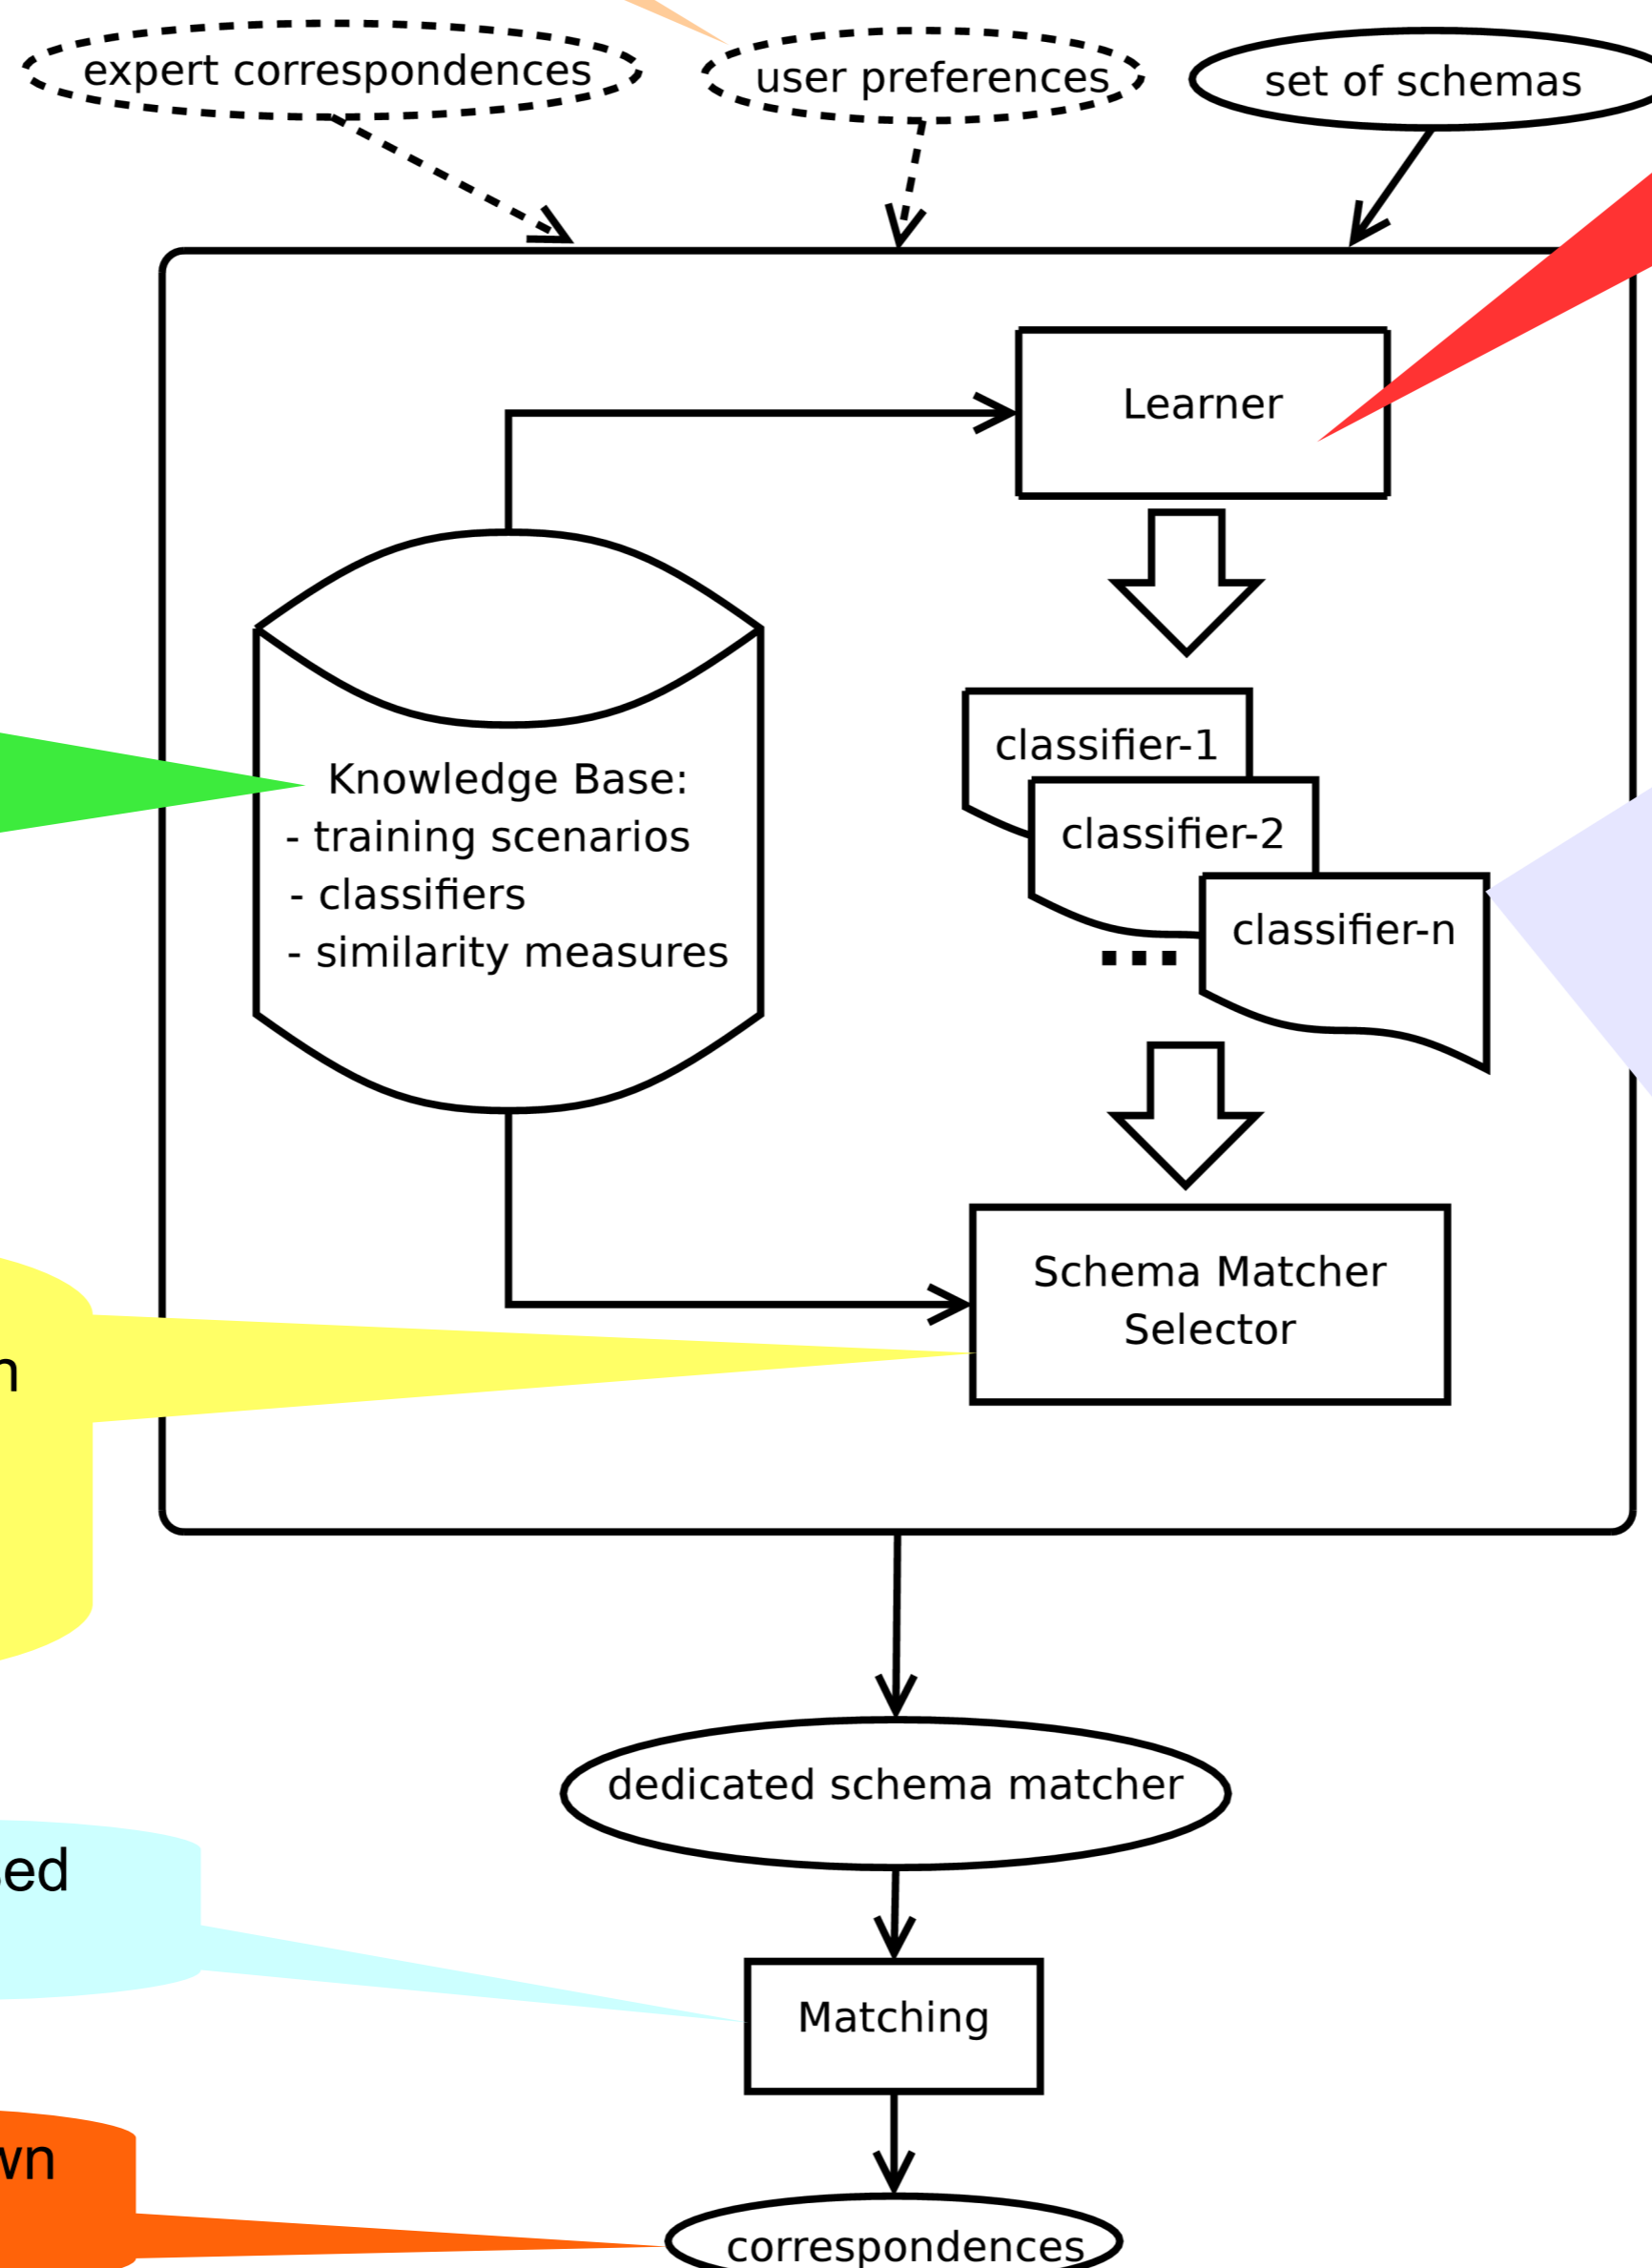 expert correspondences
user preferences
set of schemas
Learner
classifier-1
classifier-2
classifier-n
...
Knowledge Base:
- training scenarios
- classifiers
- similarity measures
Schema Matcher
Selector
dedicated schema matcher
Matching
correspondences